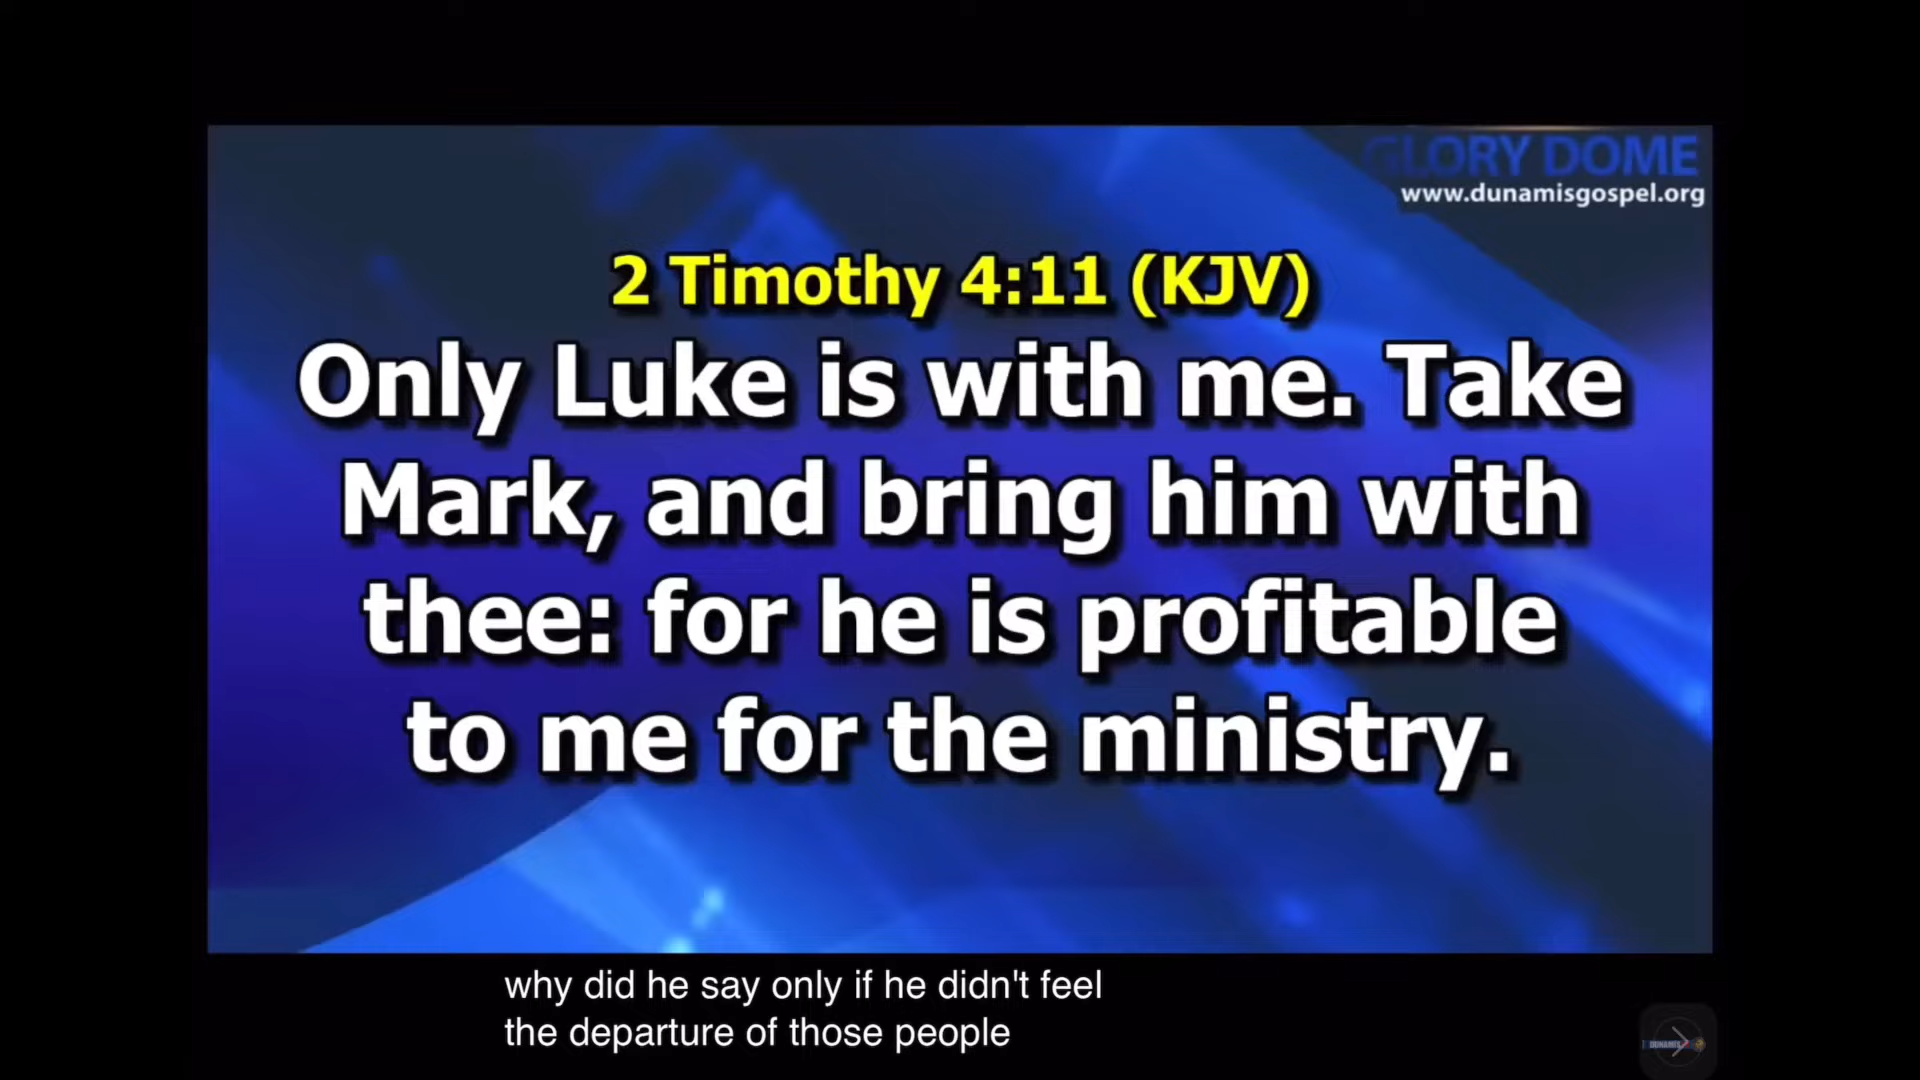 GLORY DOME
www.dunamisgospel.org
2 Timothy 4:11 (KJV)
Only Luke is with me. Take
Mark, and bring him with
thee: for he is profitable
to me for the ministry.
why did he say only if he didn't feel
the departure of those people
DUNAMIS